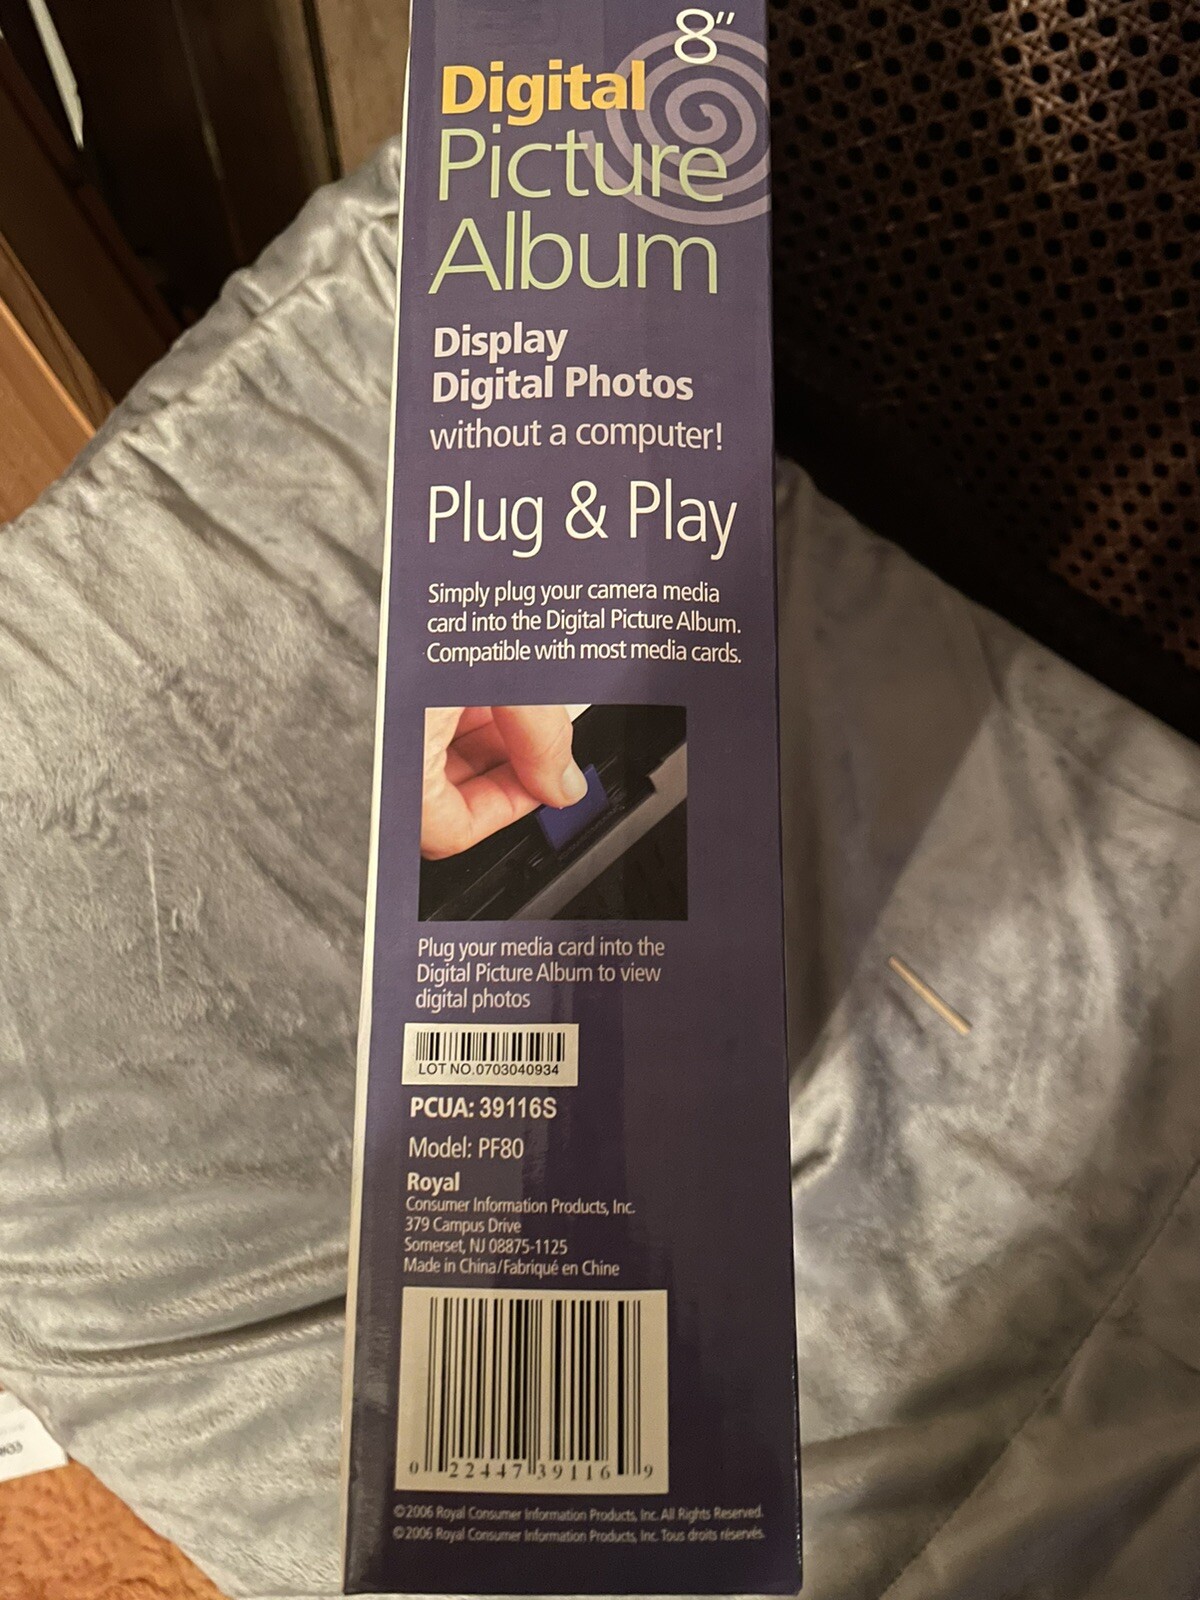 8"
Digital
Picture
Album
Display
Digital Photos
without a computer!
Plug & Play
Simply plug your camera media
card into the Digital Picture Album.
Compatible with most media cards.
Plug your media card into the
Digital Picture Album to view
digital photos
LOT NO.0703040934
PCUA: 39116S
Model: PF80
Royal
Consumer Information Products, Inc.
379 Campus Drive
Somerset, NJ 08875-1125
Made in China/Fabriqué en Chine
0 22447 39116 9
©2006 Royal Consumer Information Products, Inc. All Rights Reserved.
©2006 Royal Consumer Information Products, Inc. Tous droits réservés.